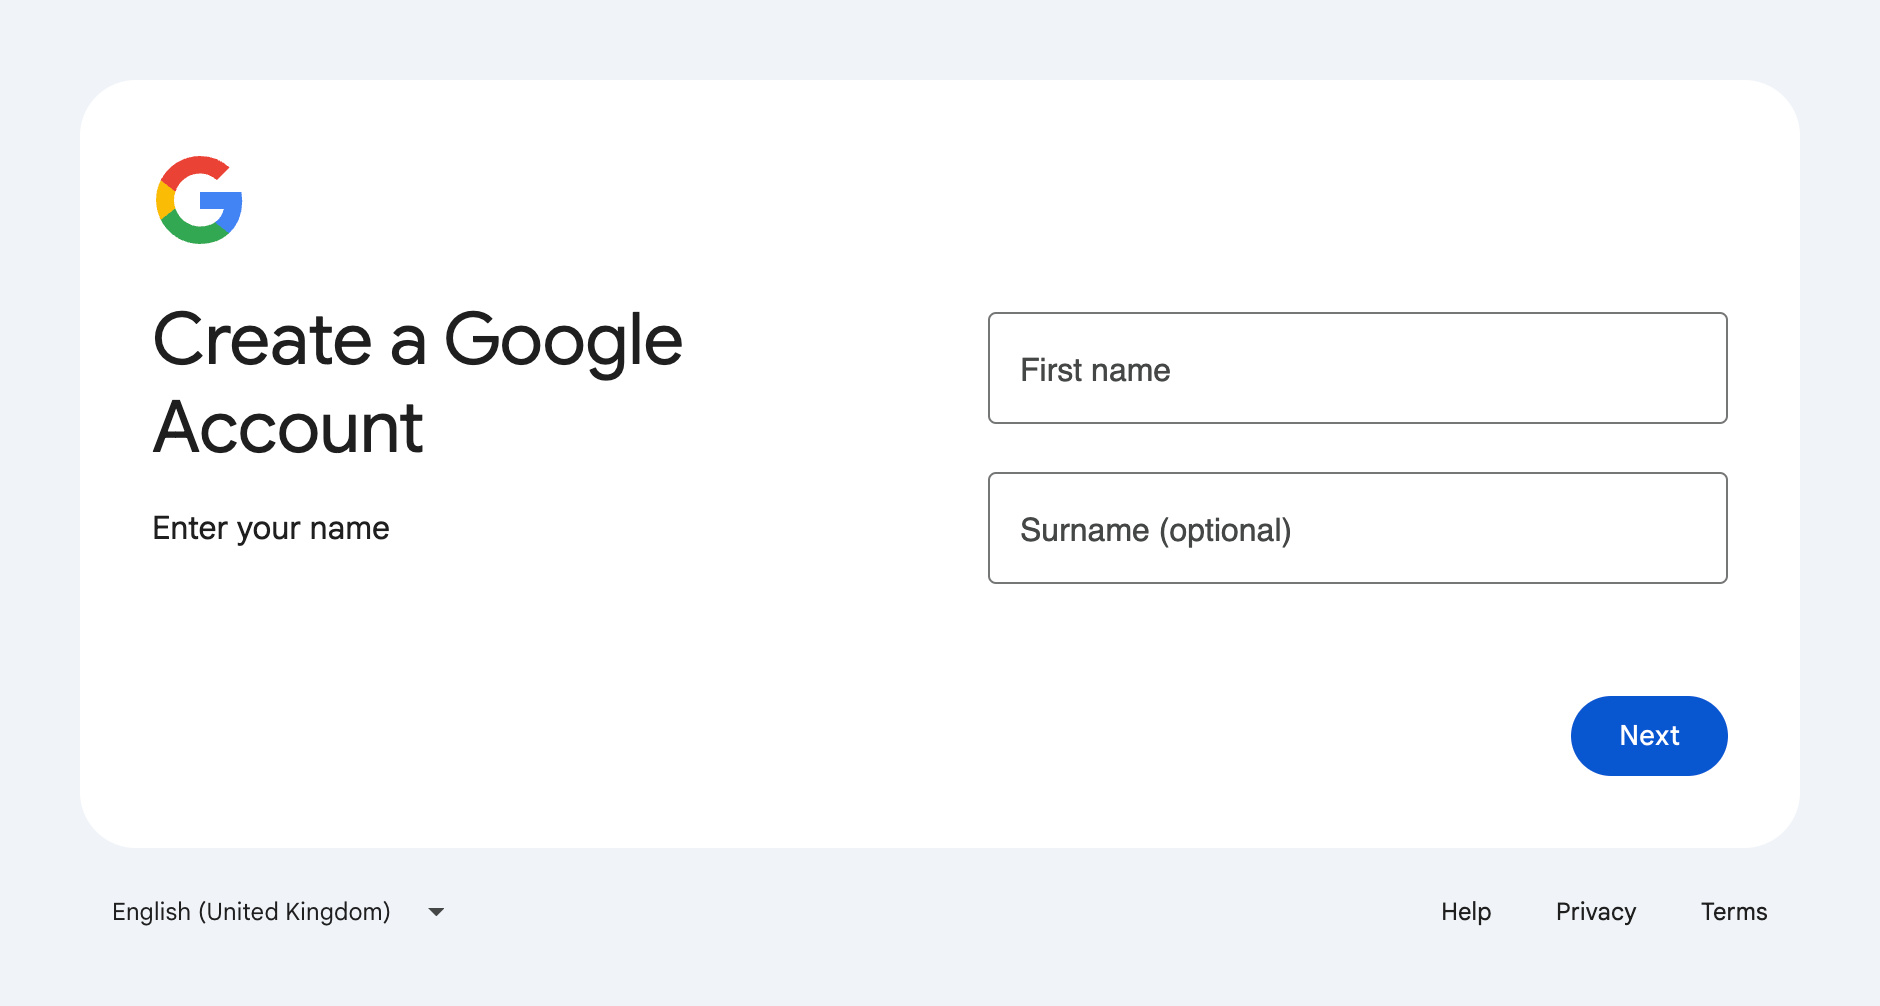 Create a Google
Account
Enter your name
First name
Surname (optional)
Next
English (United Kingdom)
Help
Privacy
Terms